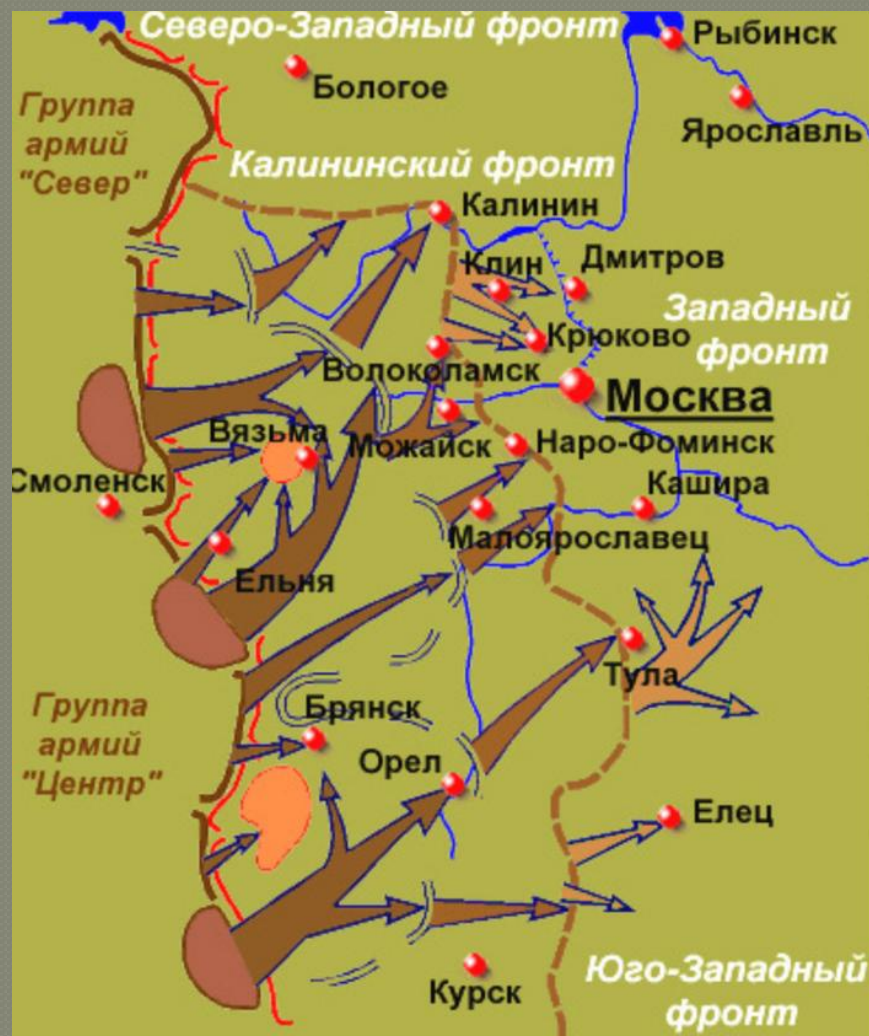 Северо-Западный фронт
Рыбинск
Бологое
Группа
армий
"Север"
Ярославль
Калининский фронт
Калинин
Клин
Дмитров
Западный
фронт
Крюково
Волоколамск
Москва
Вязьма
Можайск
Наро-Фоминск
Смоленск
Кашира
Малоярославец
Ельня
Тула
Группа
армий
"Центр"
Брянск
Орел
Елец
Юго-Западный
фронт
Курск